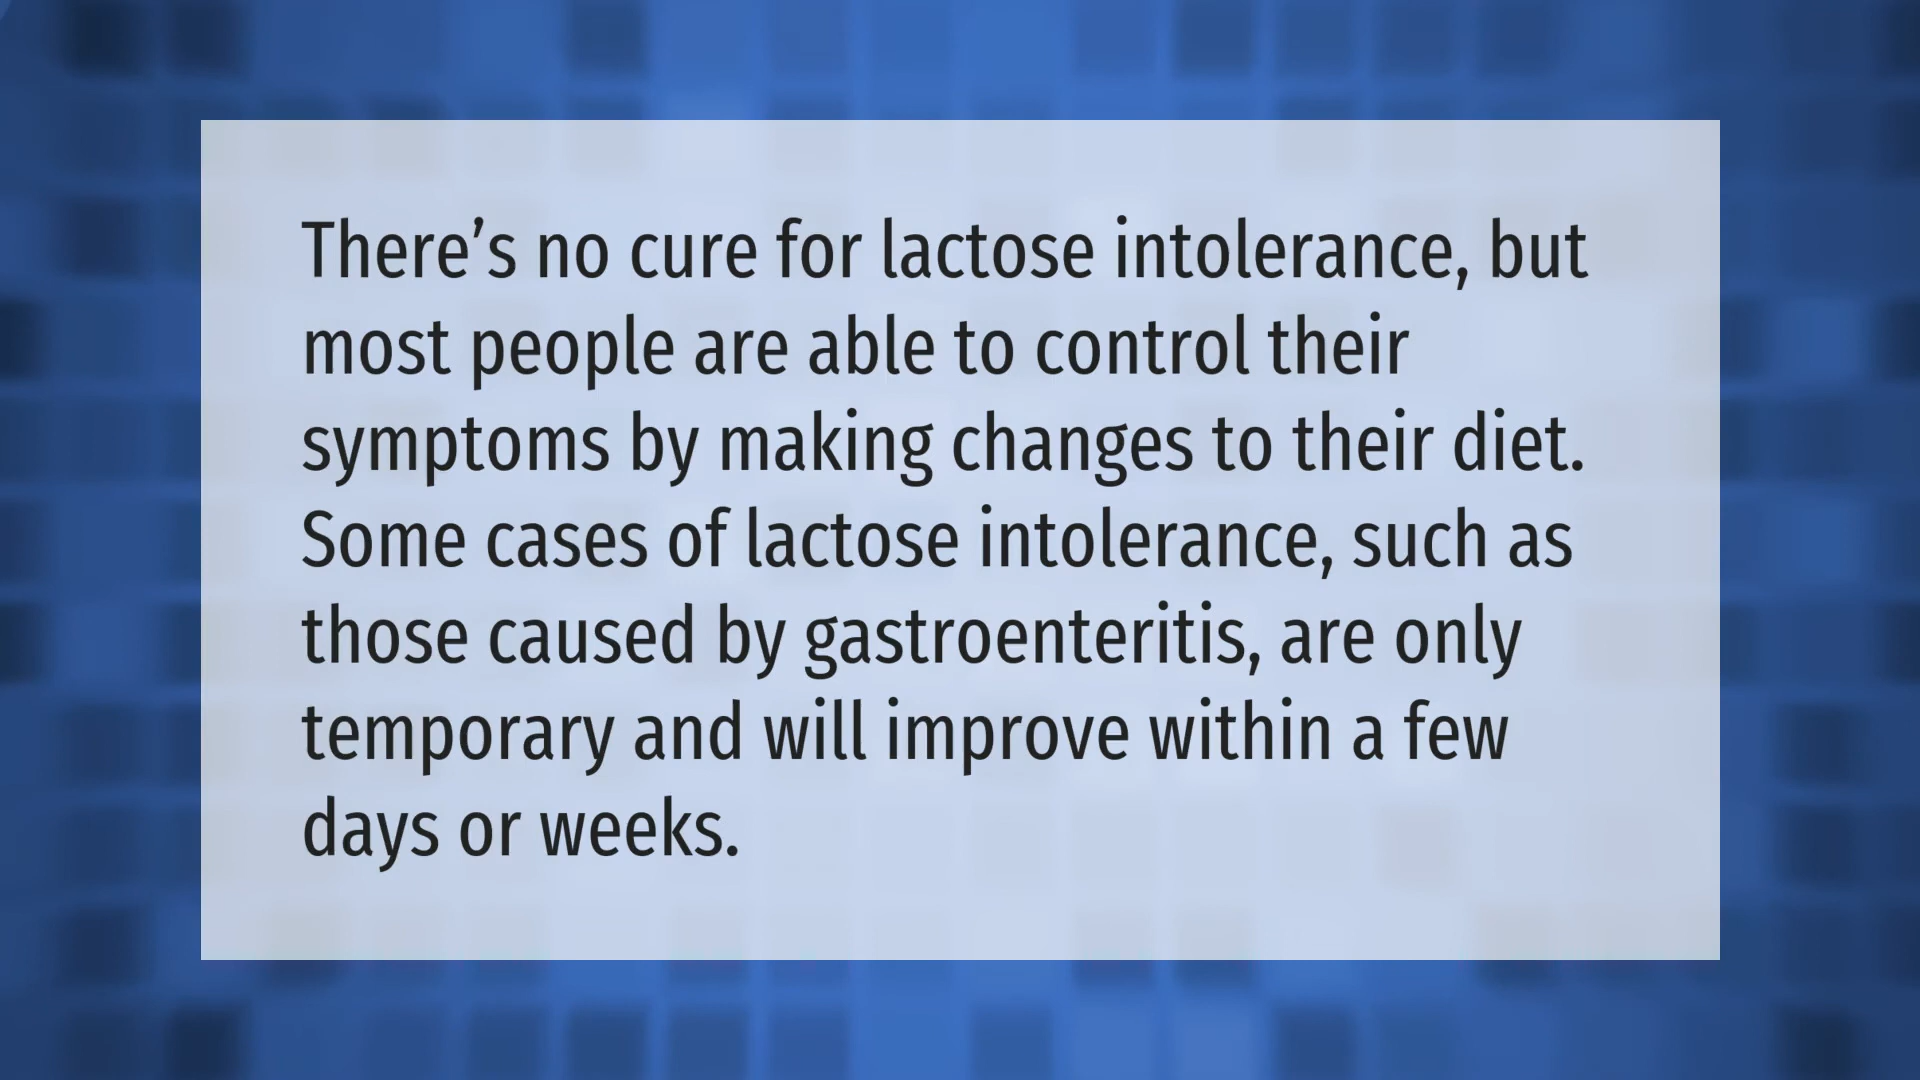 There’s no cure for lactose intolerance, but
most people are able to control their
symptoms by making changes to their diet.
Some cases of lactose intolerance, such as
those caused by gastroenteritis, are only
temporary and will improve within a few
days or weeks.